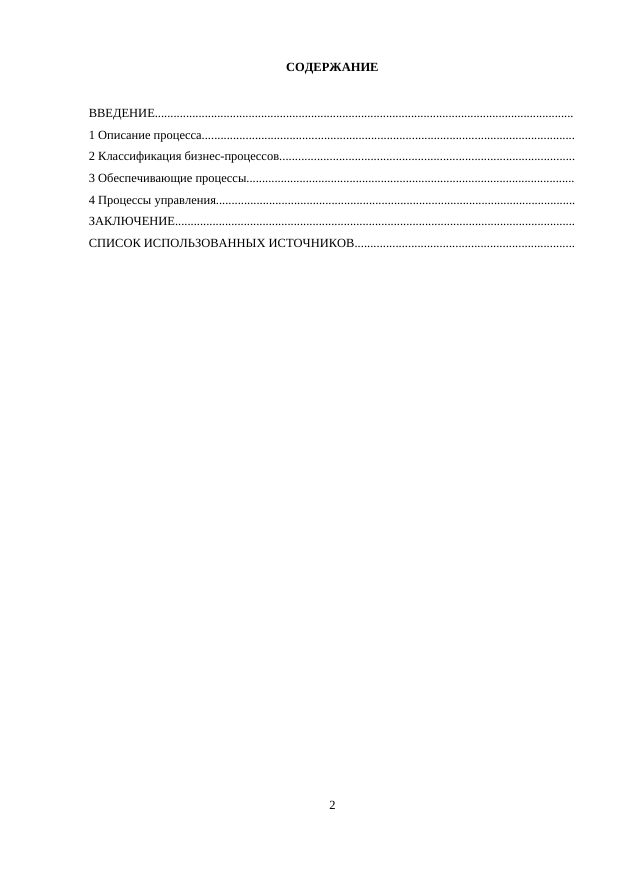 СОДЕРЖАНИЕ
ВВЕДЕНИЕ....................................................................................................................................
1 Описание процесса.....................................................................................................................
2 Классификация бизнес-процессов..............................................................................................
3 Обеспечивающие процессы........................................................................................................
4 Процессы управления..................................................................................................................
ЗАКЛЮЧЕНИЕ...............................................................................................................................
СПИСОК ИСПОЛЬЗОВАННЫХ ИСТОЧНИКОВ......................................................................
2